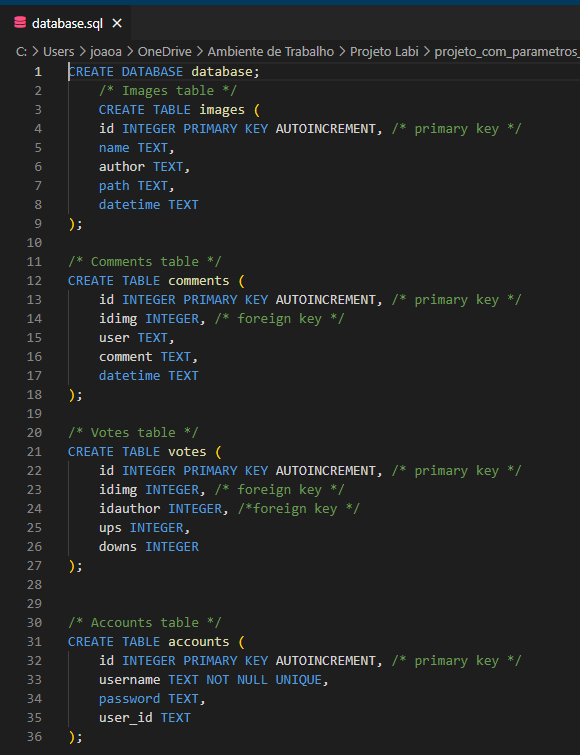 database.sql
C: > Users > joaoa > OneDrive > Ambiente de Trabalho > Projeto Labi > projeto_com_parametros_
1 CREATE DATABASE database;
2 /* Images table */
3 CREATE TABLE images (
4 id INTEGER PRIMARY KEY AUTOINCREMENT, /* primary key */
5 name TEXT,
6 author TEXT,
7 path TEXT,
8 datetime TEXT
9 );
10
11 /* Comments table */
12 CREATE TABLE comments (
13 id INTEGER PRIMARY KEY AUTOINCREMENT, /* primary key */
14 idimg INTEGER, /* foreign key */
15 user TEXT,
16 comment TEXT,
17 datetime TEXT
18 );
19
20 /* Votes table */
21 CREATE TABLE votes (
22 id INTEGER PRIMARY KEY AUTOINCREMENT, /* primary key */
23 idimg INTEGER, /* foreign key */
24 idauthor INTEGER, /*foreign key */
25 ups INTEGER,
26 downs INTEGER
27 );
28
29
30 /* Accounts table */
31 CREATE TABLE accounts (
32 id INTEGER PRIMARY KEY AUTOINCREMENT, /* primary key */
33 username TEXT NOT NULL UNIQUE,
34 password TEXT,
35 user_id TEXT
36 );